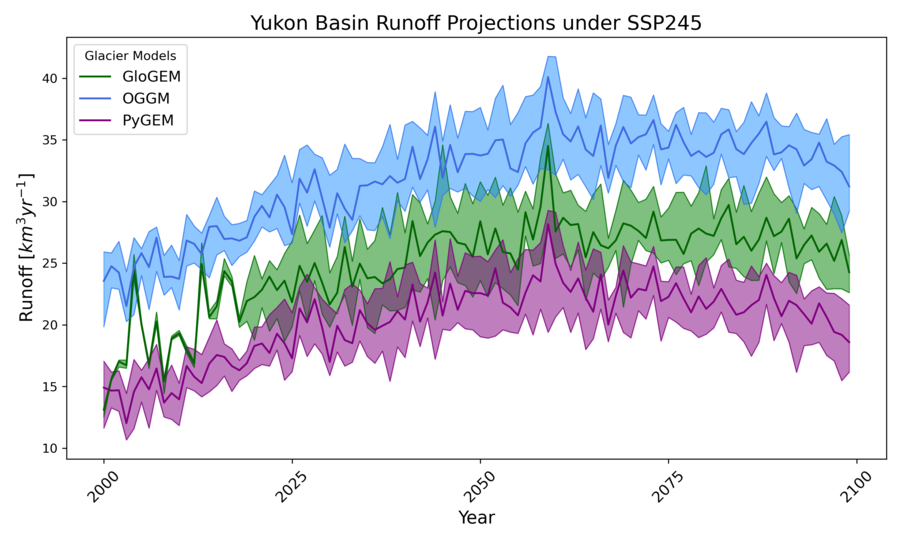 Yukon Basin Runoff Projections under SSP245
Glacier Models
GloGEM
OGGM
PyGEM
Runoff [km³yr⁻¹]
40
35
30
25
20
15
10
2000
2025
2050
2075
2100
Year